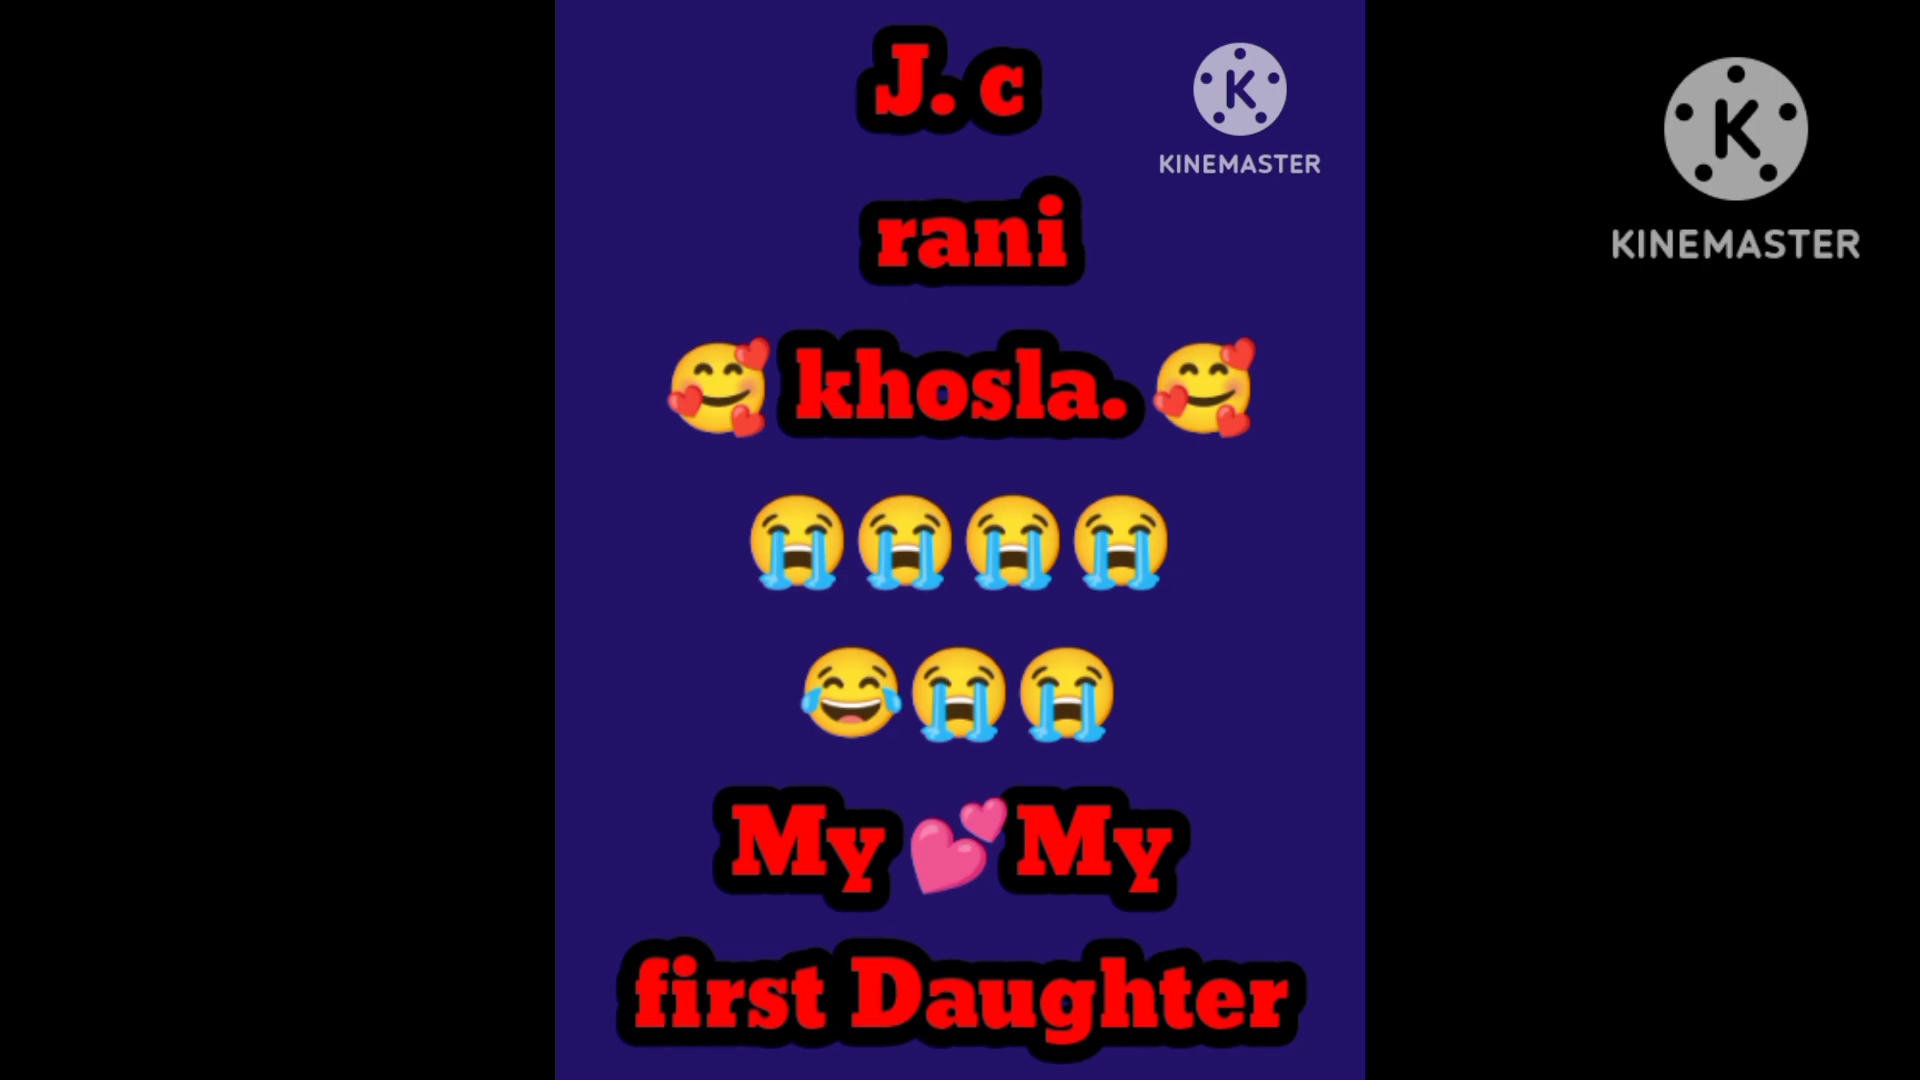 J. c
KINEMASTER
KINEMASTER
rani
🥰 khosla. 🥰
😭😭😭😭
😂😭😭
My 💕 My
first Daughter